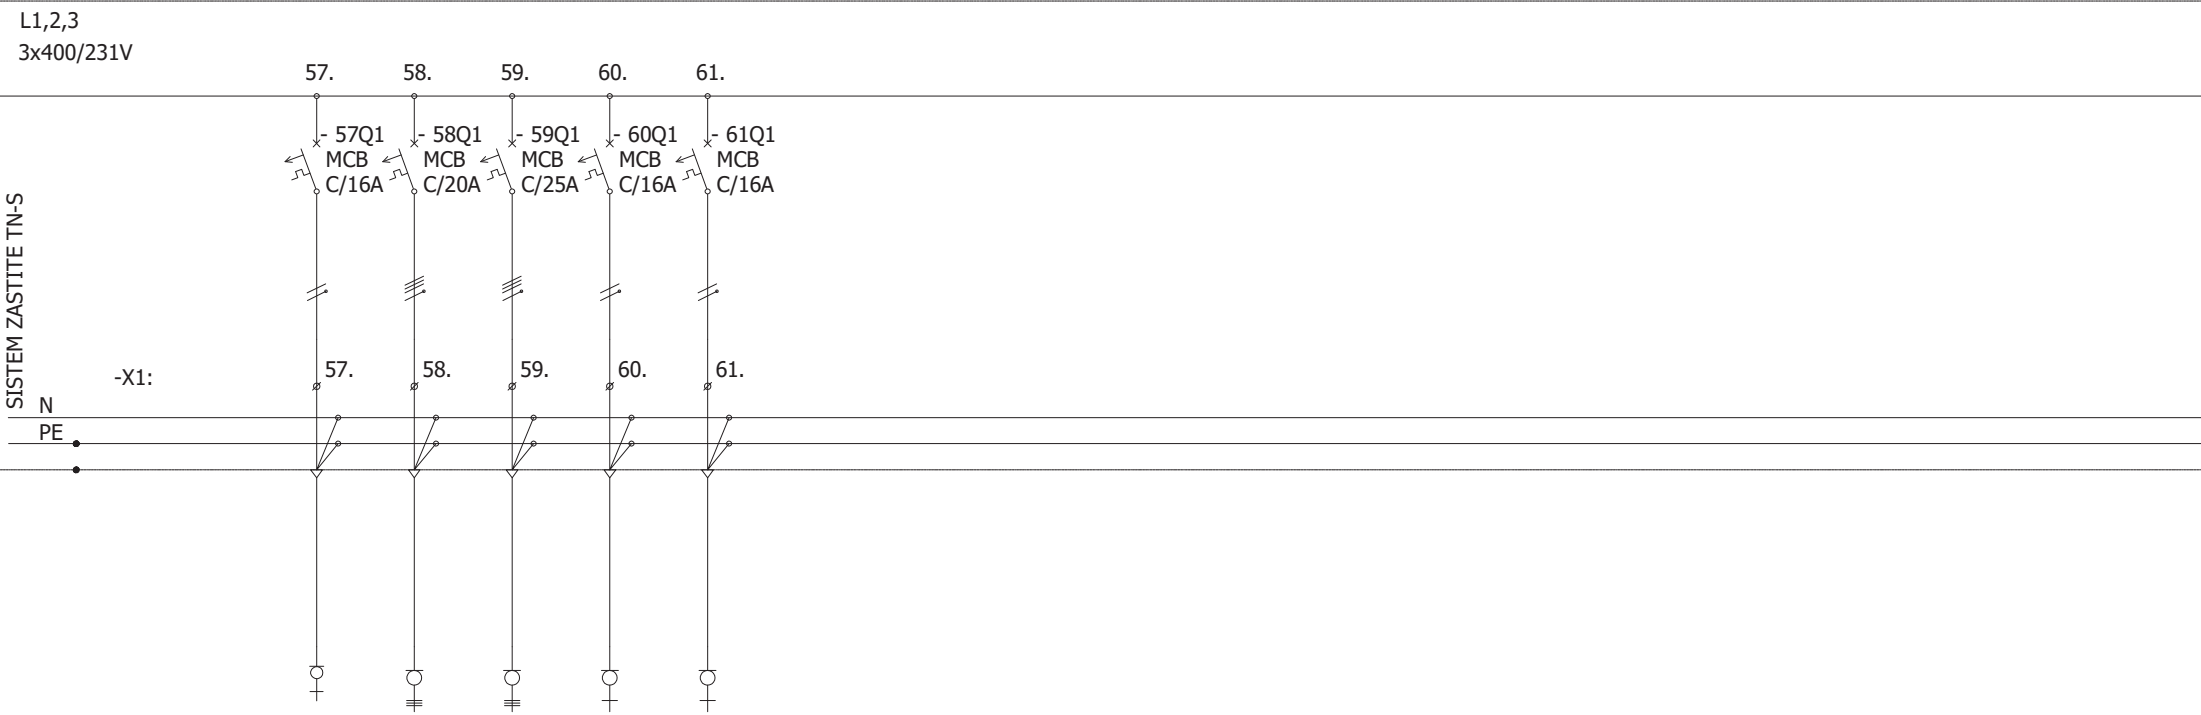 L1,2,3
3x400/231V
57. 58. 59. 60. 61.
- 57Q1 - 58Q1 - 59Q1 - 60Q1 - 61Q1
MCB MCB MCB MCB MCB
C/16A C/20A C/25A C/16A C/16A
SISTEM ZASTITE TN-S
-X1: 57. 58. 59. 60. 61.
N
PE